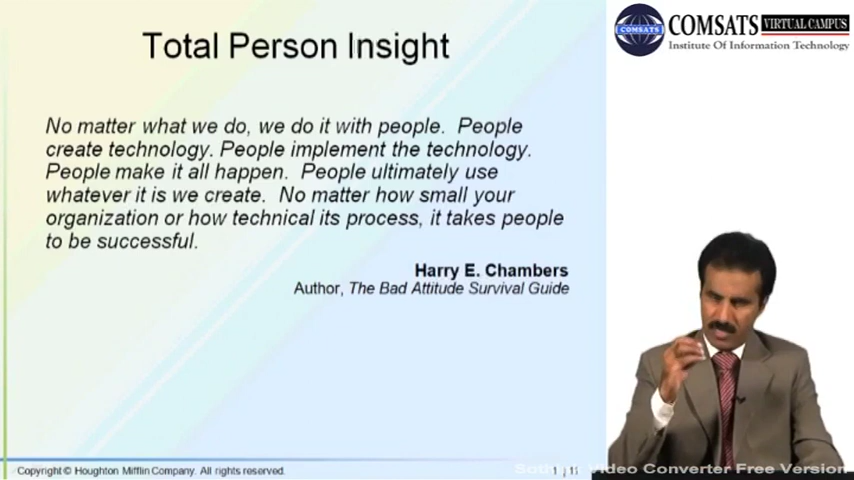 Total Person Insight
No matter what we do, we do it with people. People
create technology. People implement the technology.
People make it all happen. People ultimately use
whatever it is we create. No matter how small your
organization or how technical its process, it takes people
to be successful.
Harry E. Chambers
Author, The Bad Attitude Survival Guide
Copyright © Houghton Mifflin Company. All rights reserved.
COMSATS VIRTUAL CAMPUS
Institute Of Information Technology
COMSATS
Video Converter Free Version